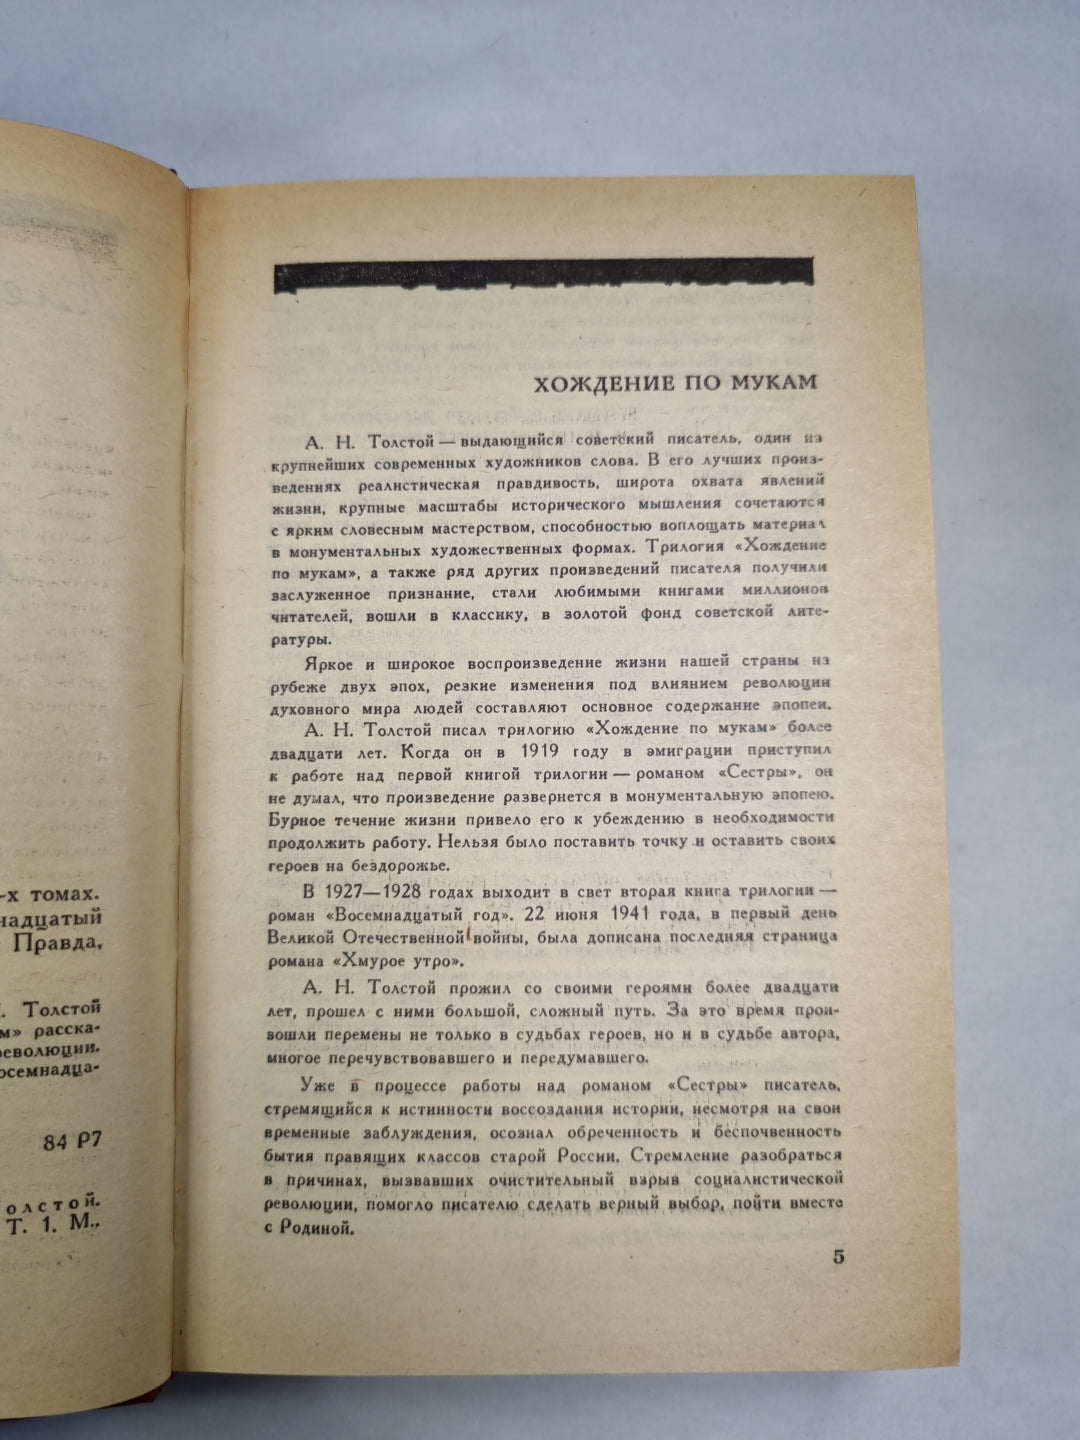 -х томах.
надцатый
Правда,
Толстой
м» расска-
революции.
осемнадца-
84 Р7
олстой.
Т. 1. М.,
ХОЖДЕНИЕ ПО МУКАМ
А. Н. Толстой — выдающийся советский писатель, один из
крупнейших современных художников слова. В его лучших произ-
ведениях реалистическая правдивость, широта охвата явлений
жизни, крупные масштабы исторического мышления сочетаются
с ярким словесным мастерством, способностью воплощать материал
в монументальных художественных формах. Трилогия «Хождение
по мукам», а также ряд других произведений писателя получили
заслуженное признание, стали любимыми книгами миллионов
читателей, вошли в классику, в золотой фонд советской лите-
ратуры.
Яркое и широкое воспроизведение жизни нашей страны на
рубеже двух эпох, резкие изменения под влиянием революции
духовного мира людей составляют основное содержание эпопеи.
А. Н. Толстой писал трилогию «Хождение по мукам» более
двадцати лет. Когда он в 1919 году в эмиграции приступил
к работе над первой книгой трилогии — романом «Сестры», он
не думал, что произведение развернется в монументальную эпопею.
Бурное течение жизни привело его к убеждению в необходимости
продолжить работу. Нельзя было поставить точку и оставить своих
героев на бездорожье.
В 1927—1928 годах выходит в свет вторая книга трилогии —
роман «Восемнадцатый год». 22 июня 1941 года, в первый день
Великой Отечественной войны, была дописана последняя страница
романа «Хмурое утро».
А. Н. Толстой прожил со своими героями более двадцати
лет, прошел с ними большой, сложный путь. За это время прои-
зошли перемены не только в судьбах героев, но и в судьбе автора,
многое перечувствовавшего и передумавшего.
Уже в процессе работы над романом «Сестры» писатель,
стремящийся к истинности воссоздания истории, несмотря на свои
временные заблуждения, осознал обреченность и беспочвенность
бытия правящих классов старой России. Стремление разобраться
в причинах, вызвавших очистительный взрыв социалистической
революции, помогло писателю сделать верный выбор, пойти вместе
с Родиной.
5